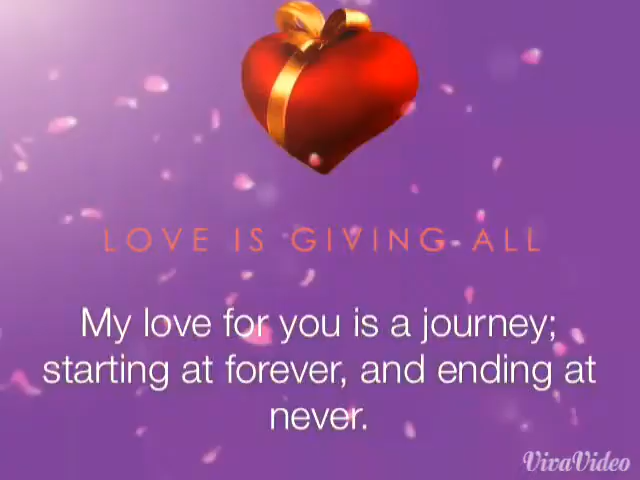 LOVE IS GIVING ALL
My love for you is a journey;
starting at forever, and ending at
never.
VivaVideo